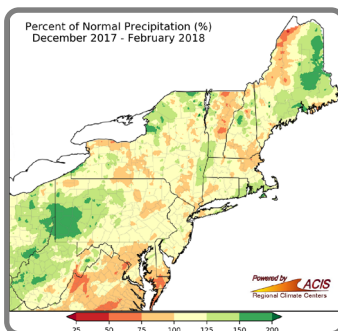 Percent of Normal Precipitation (%)
December 2017 - February 2018
Powered by
ACIS
Regional Climate Centers
25 50 75 100 125 150 200